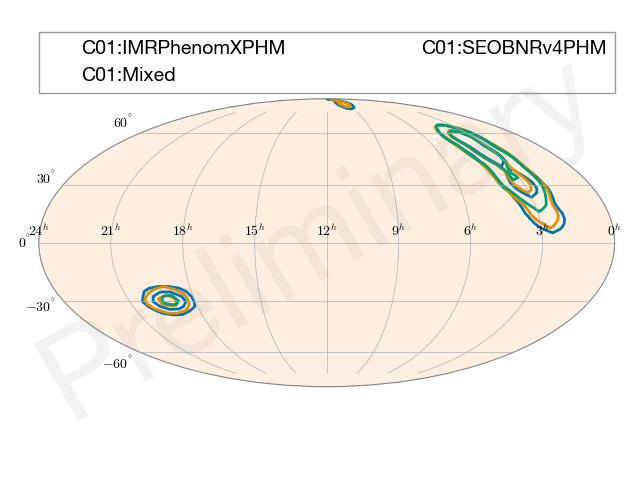 C01:IMRPhenomXPHM C01:SEOBNRv4PHM
C01:Mixed
60°
30°
0° 24h 21h 18h 15h 12h 9h 6h 3h 0h
−30°
−60°
Preliminary